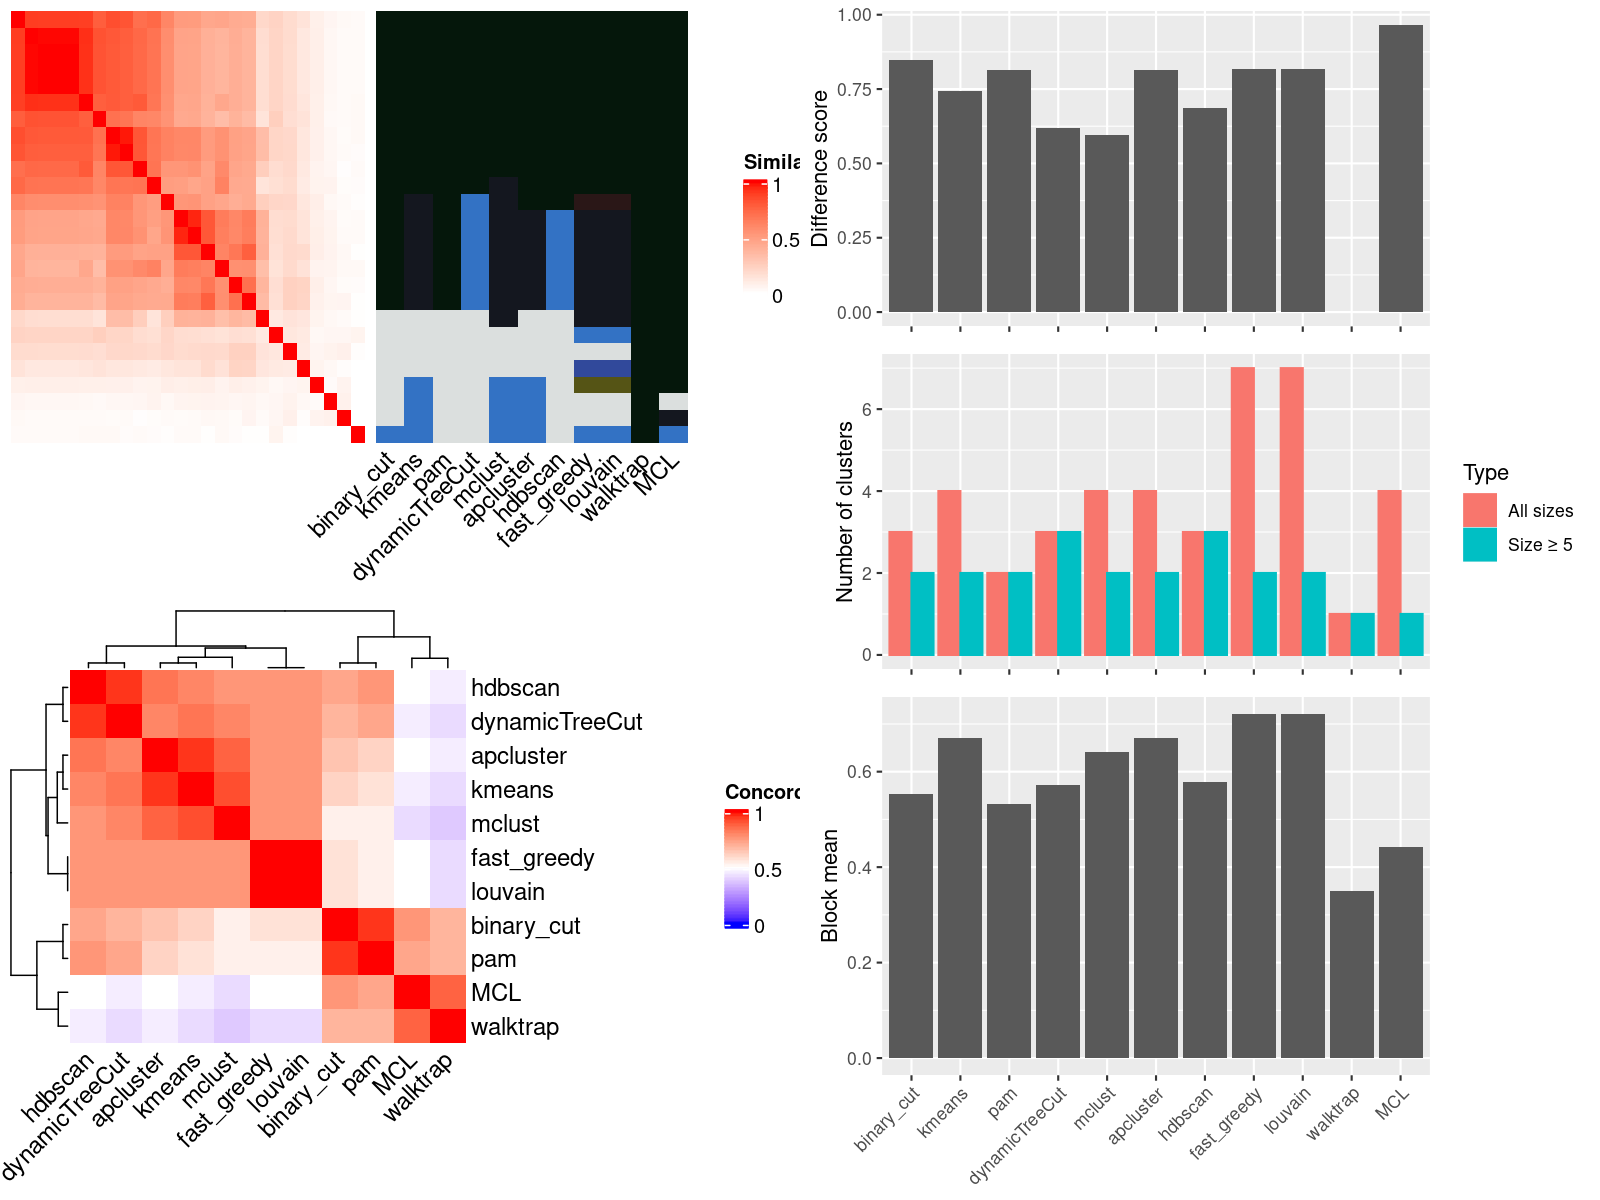 Simila
1
0.5
0
binary_cut
kmeans
pam
dynamicTreeCut
mclust
apcluster
hdbscan
fast_greedy
louvain
walktrap
MCL
hdbscan
dynamicTreeCut
apcluster
kmeans
mclust
fast_greedy
louvain
binary_cut
pam
MCL
walktrap
Concord
1
0.5
0
hdbscan
dynamicTreeCut
apcluster
kmeans
mclust
fast_greedy
louvain
binary_cut
pam
MCL
walktrap
Difference score
1.00
0.75
0.50
0.25
0.00
Number of clusters
6
4
2
0
Type
All sizes
Size ≥ 5
Block mean
0.6
0.4
0.2
0.0
binary_cut
kmeans
pam
dynamicTreeCut
mclust
apcluster
hdbscan
fast_greedy
louvain
walktrap
MCL